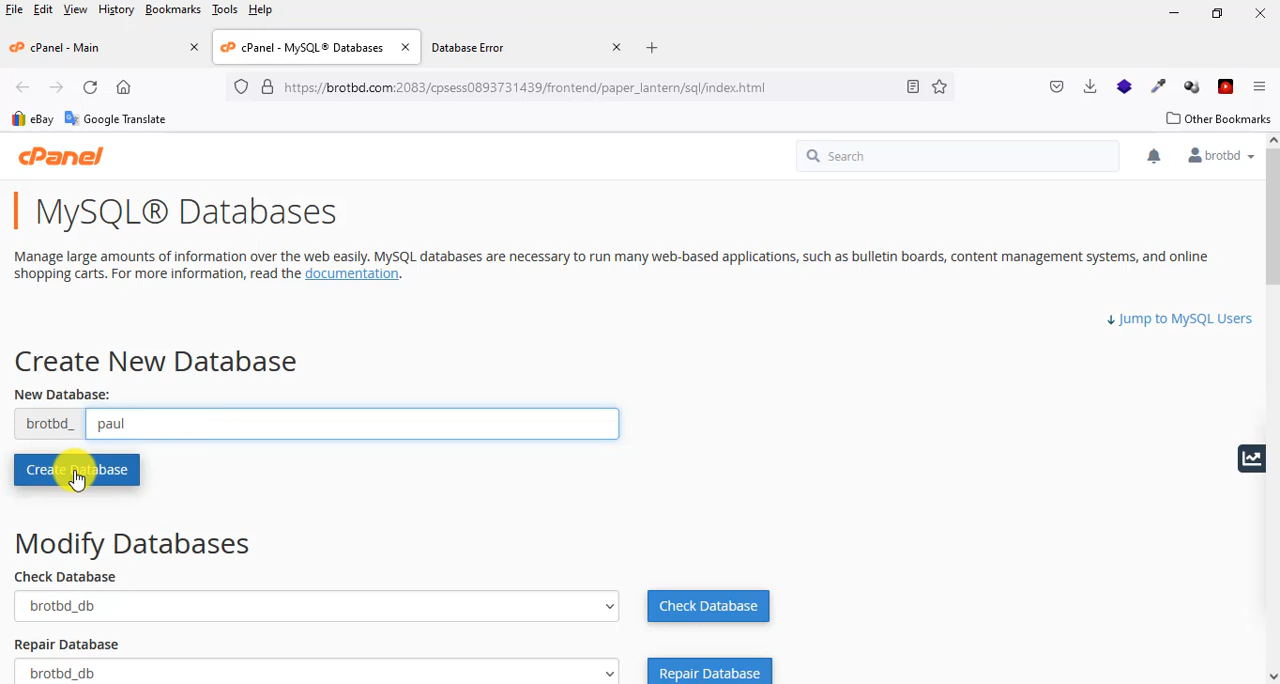 File Edit View History Bookmarks Tools Help
cPanel - Main
cPanel - MySQL® Databases
Database Error
https://brotbd.com:2083/cpsess0893731439/frontend/paper_lantern/sql/index.html
eBay
Google Translate
Other Bookmarks
cPanel
Search
brotbd
MySQL® Databases
Manage large amounts of information over the web easily. MySQL databases are necessary to run many web-based applications, such as bulletin boards, content management systems, and online
shopping carts. For more information, read the documentation.
Jump to MySQL Users
Create New Database
New Database:
brotbd_ paul
Create Database
Modify Databases
Check Database
brotbd_db
Check Database
Repair Database
brotbd_db
Repair Database